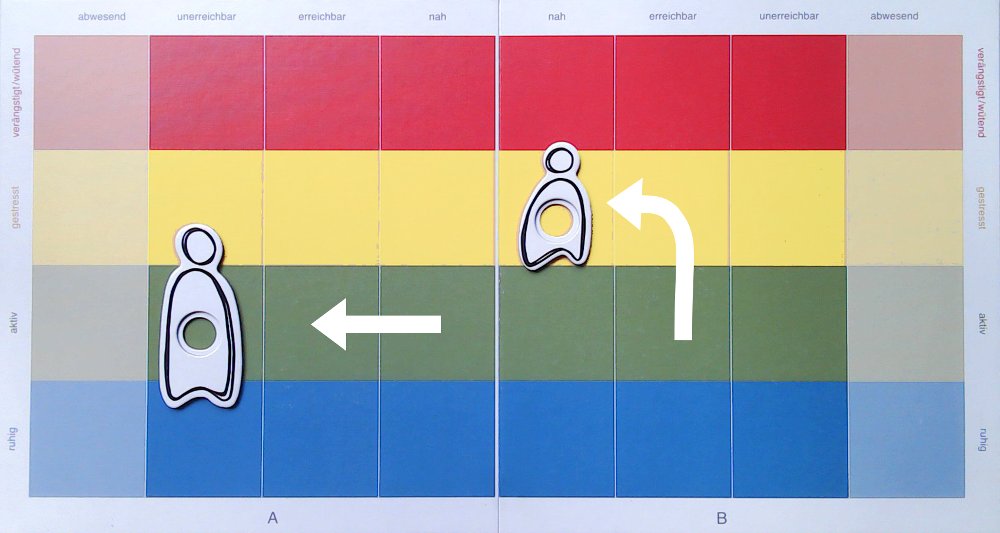 abwesend unerreichbar erreichbar nah nah erreichbar unerreichbar abwesend
verängstigt/wütend verängstigt/wütend
gestresst gestresst
aktiv aktiv
ruhig ruhig
A B